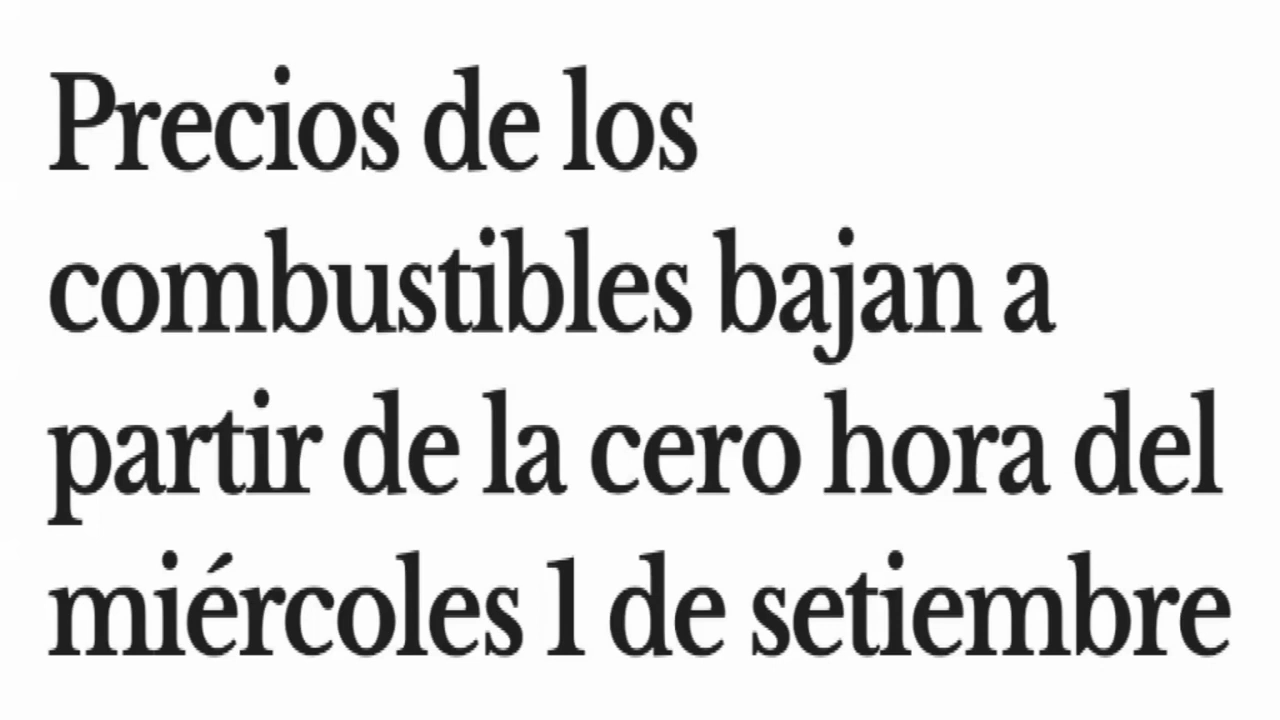 Precios de los
combustibles bajan a
partir de la cero hora del
miércoles 1 de setiembre